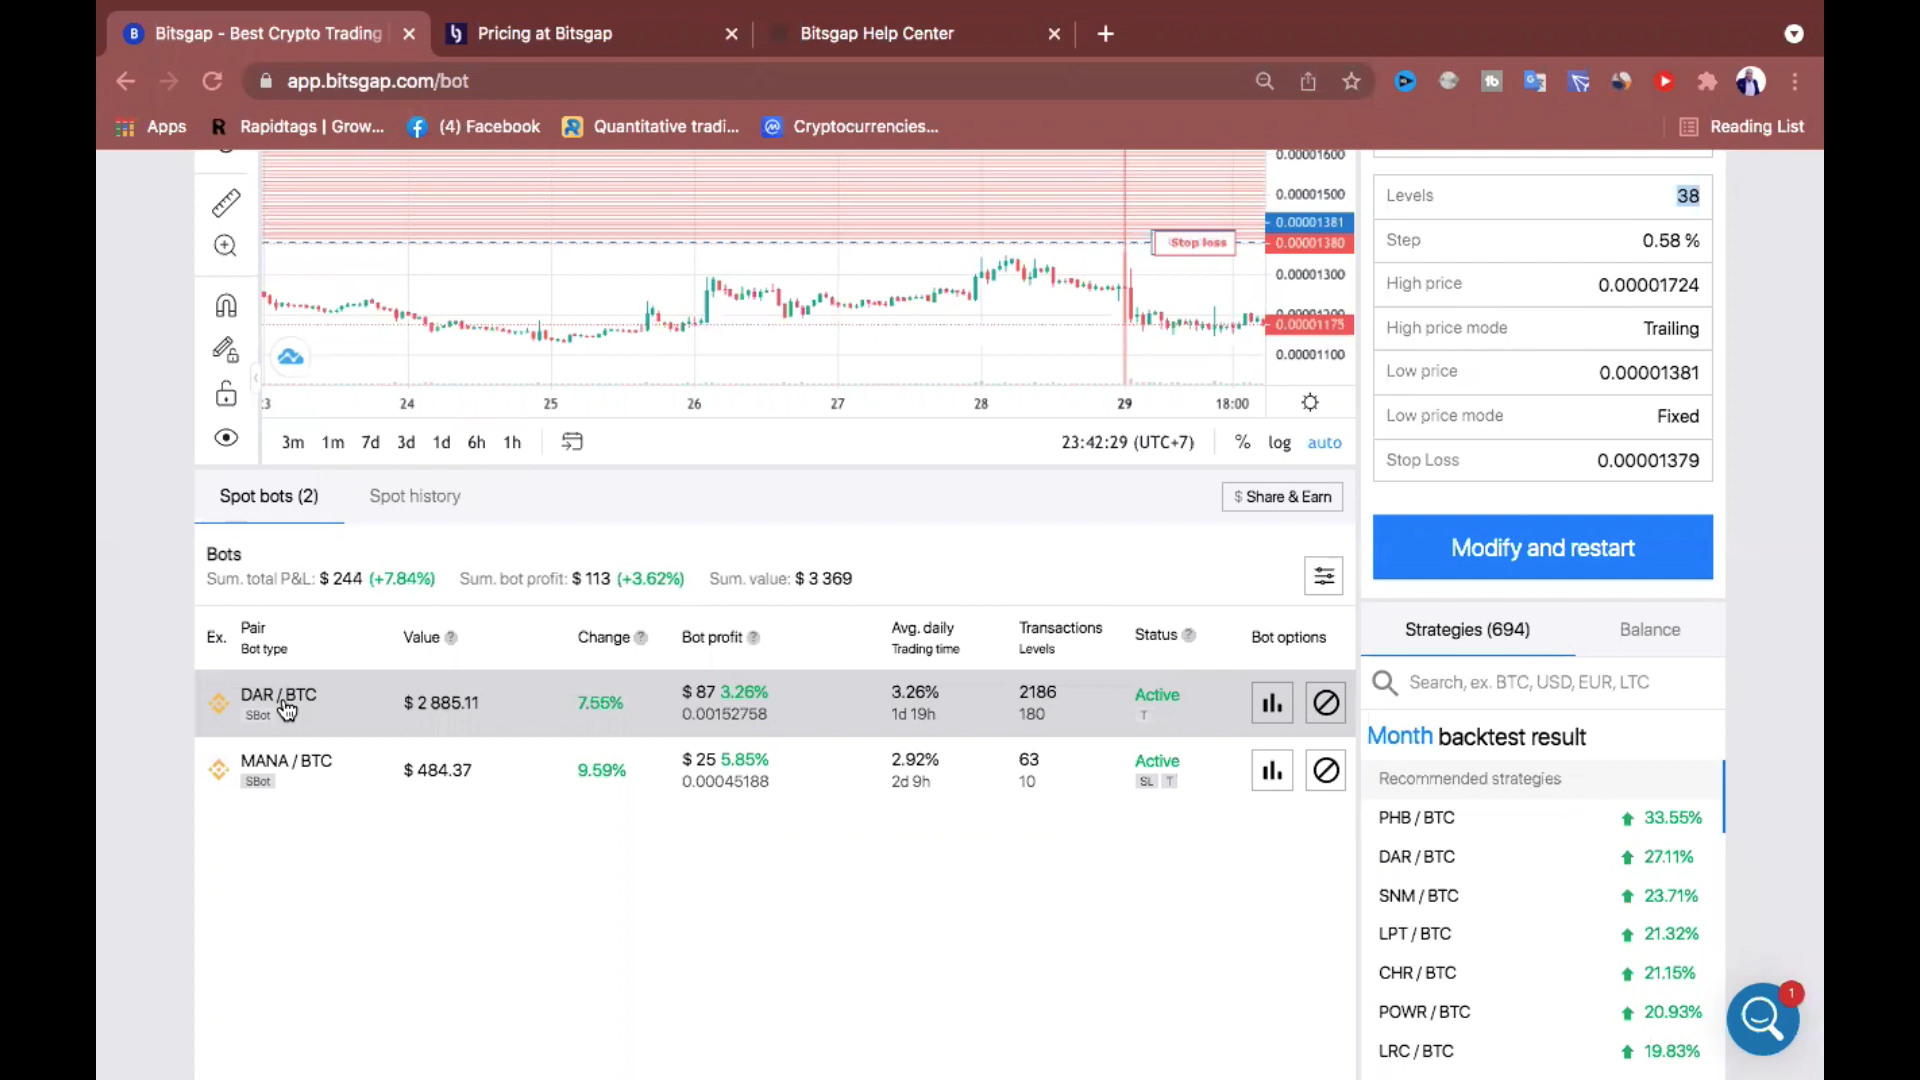 Bitsgap - Best Crypto Trading
Pricing at Bitsgap
Bitsgap Help Center
app.bitsgap.com/bot
Apps
Rapidtags | Grow...
(4) Facebook
Quantitative tradi...
Cryptocurrencies...
Reading List
0.00001600
0.00001500
0.00001381
Stop loss
0.00001380
0.00001300
0.00001175
0.00001100
24
25
26
27
28
29
18:00
3m
1m
7d
3d
1d
6h
1h
23:42:29 (UTC+7)
%
log
auto
Levels
38
Step
0.58 %
High price
0.00001724
High price mode
Trailing
Low price
0.00001381
Low price mode
Fixed
Stop Loss
0.00001379
Modify and restart
Spot bots (2)
Spot history
$ Share & Earn
Bots
Sum. total P&L: $ 244 (+7.84%)
Sum. bot profit: $ 113 (+3.62%)
Sum. value: $ 3 369
Ex.
Pair
Bot type
Value ?
Change ?
Bot profit ?
Avg. daily
Trading time
Transactions
Levels
Status ?
Bot options
DAR / BTC
SBot
$ 2 885.11
7.55%
$ 87 3.26%
0.00152758
3.26%
1d 19h
2186
180
Active
T
MANA / BTC
SBot
$ 484.37
9.59%
$ 25 5.85%
0.00045188
2.92%
2d 9h
63
10
Active
SL T
Strategies (694)
Balance
Search, ex. BTC, USD, EUR, LTC
Month backtest result
Recommended strategies
PHB / BTC
33.55%
DAR / BTC
27.11%
SNM / BTC
23.71%
LPT / BTC
21.32%
CHR / BTC
21.15%
POWR / BTC
20.93%
LRC / BTC
19.83%
1